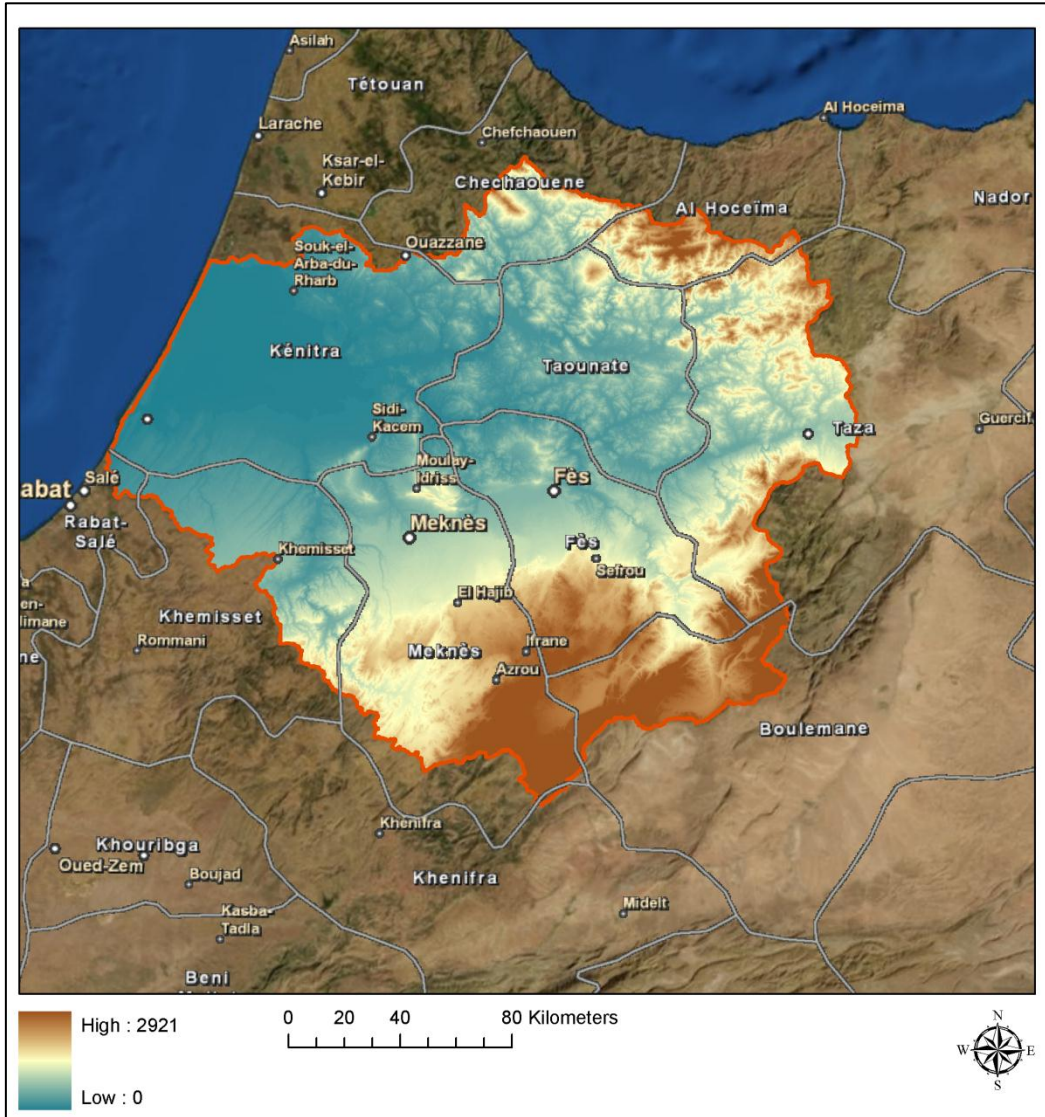 Asilah
Tétouan
Al Hoceima
Larache
Chefchaouen
Ksar-el-
Kebir
Chechaouene
Nador
Al Hoceïma
Ouazzane
Souk-el-
Arba-du-
Rharb
Kénitra
Taounate
Sidi-
Kacem
Guercif
Taza
Moulay-
Idriss
Fès
Salé
abat
Rabat-
Salé
Meknès
Fès
Khemisset
Sefrou
a
en-
limane
El Hajib
Khemisset
Rommani
Ifrane
ne
Meknès
Azrou
Boulemane
Khenifra
Khouribga
Oued-Zem
Boujad
Khenifra
Kasba-
Tadla
Midelt
Beni
High : 2921
Low : 0
0 20 40 80 Kilometers
N
W E
S